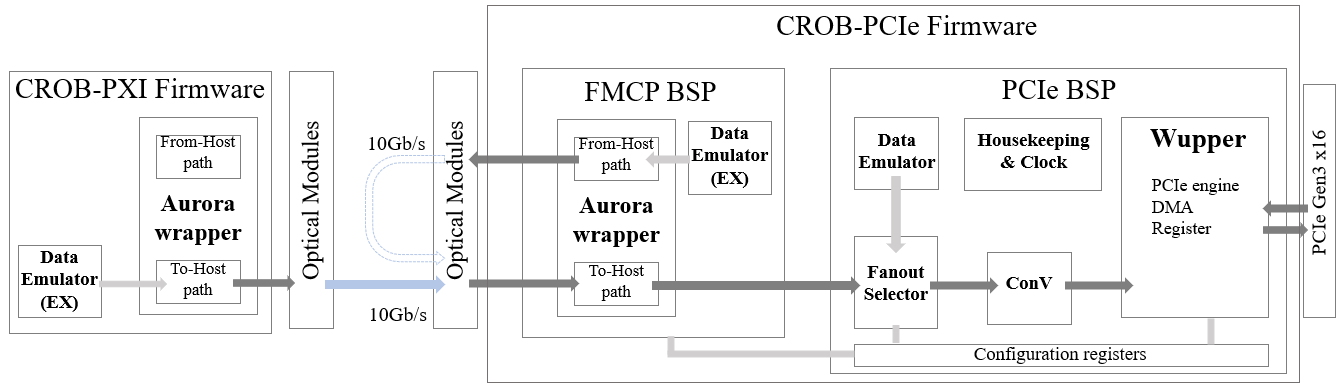 CROB-PCIe Firmware
CROB-PXI Firmware
From-Host
path
Aurora
wrapper
Data
Emulator
(EX)
To-Host
path
Optical Modules
10Gb/s
10Gb/s
Optical Modules
FMCP BSP
From-Host
path
Data
Emulator
(EX)
Aurora
wrapper
To-Host
path
PCIe BSP
Data
Emulator
Housekeeping
& Clock
Wupper
PCIe engine
DMA
Register
Fanout
Selector
ConV
Configuration registers
PCIe Gen3 x16